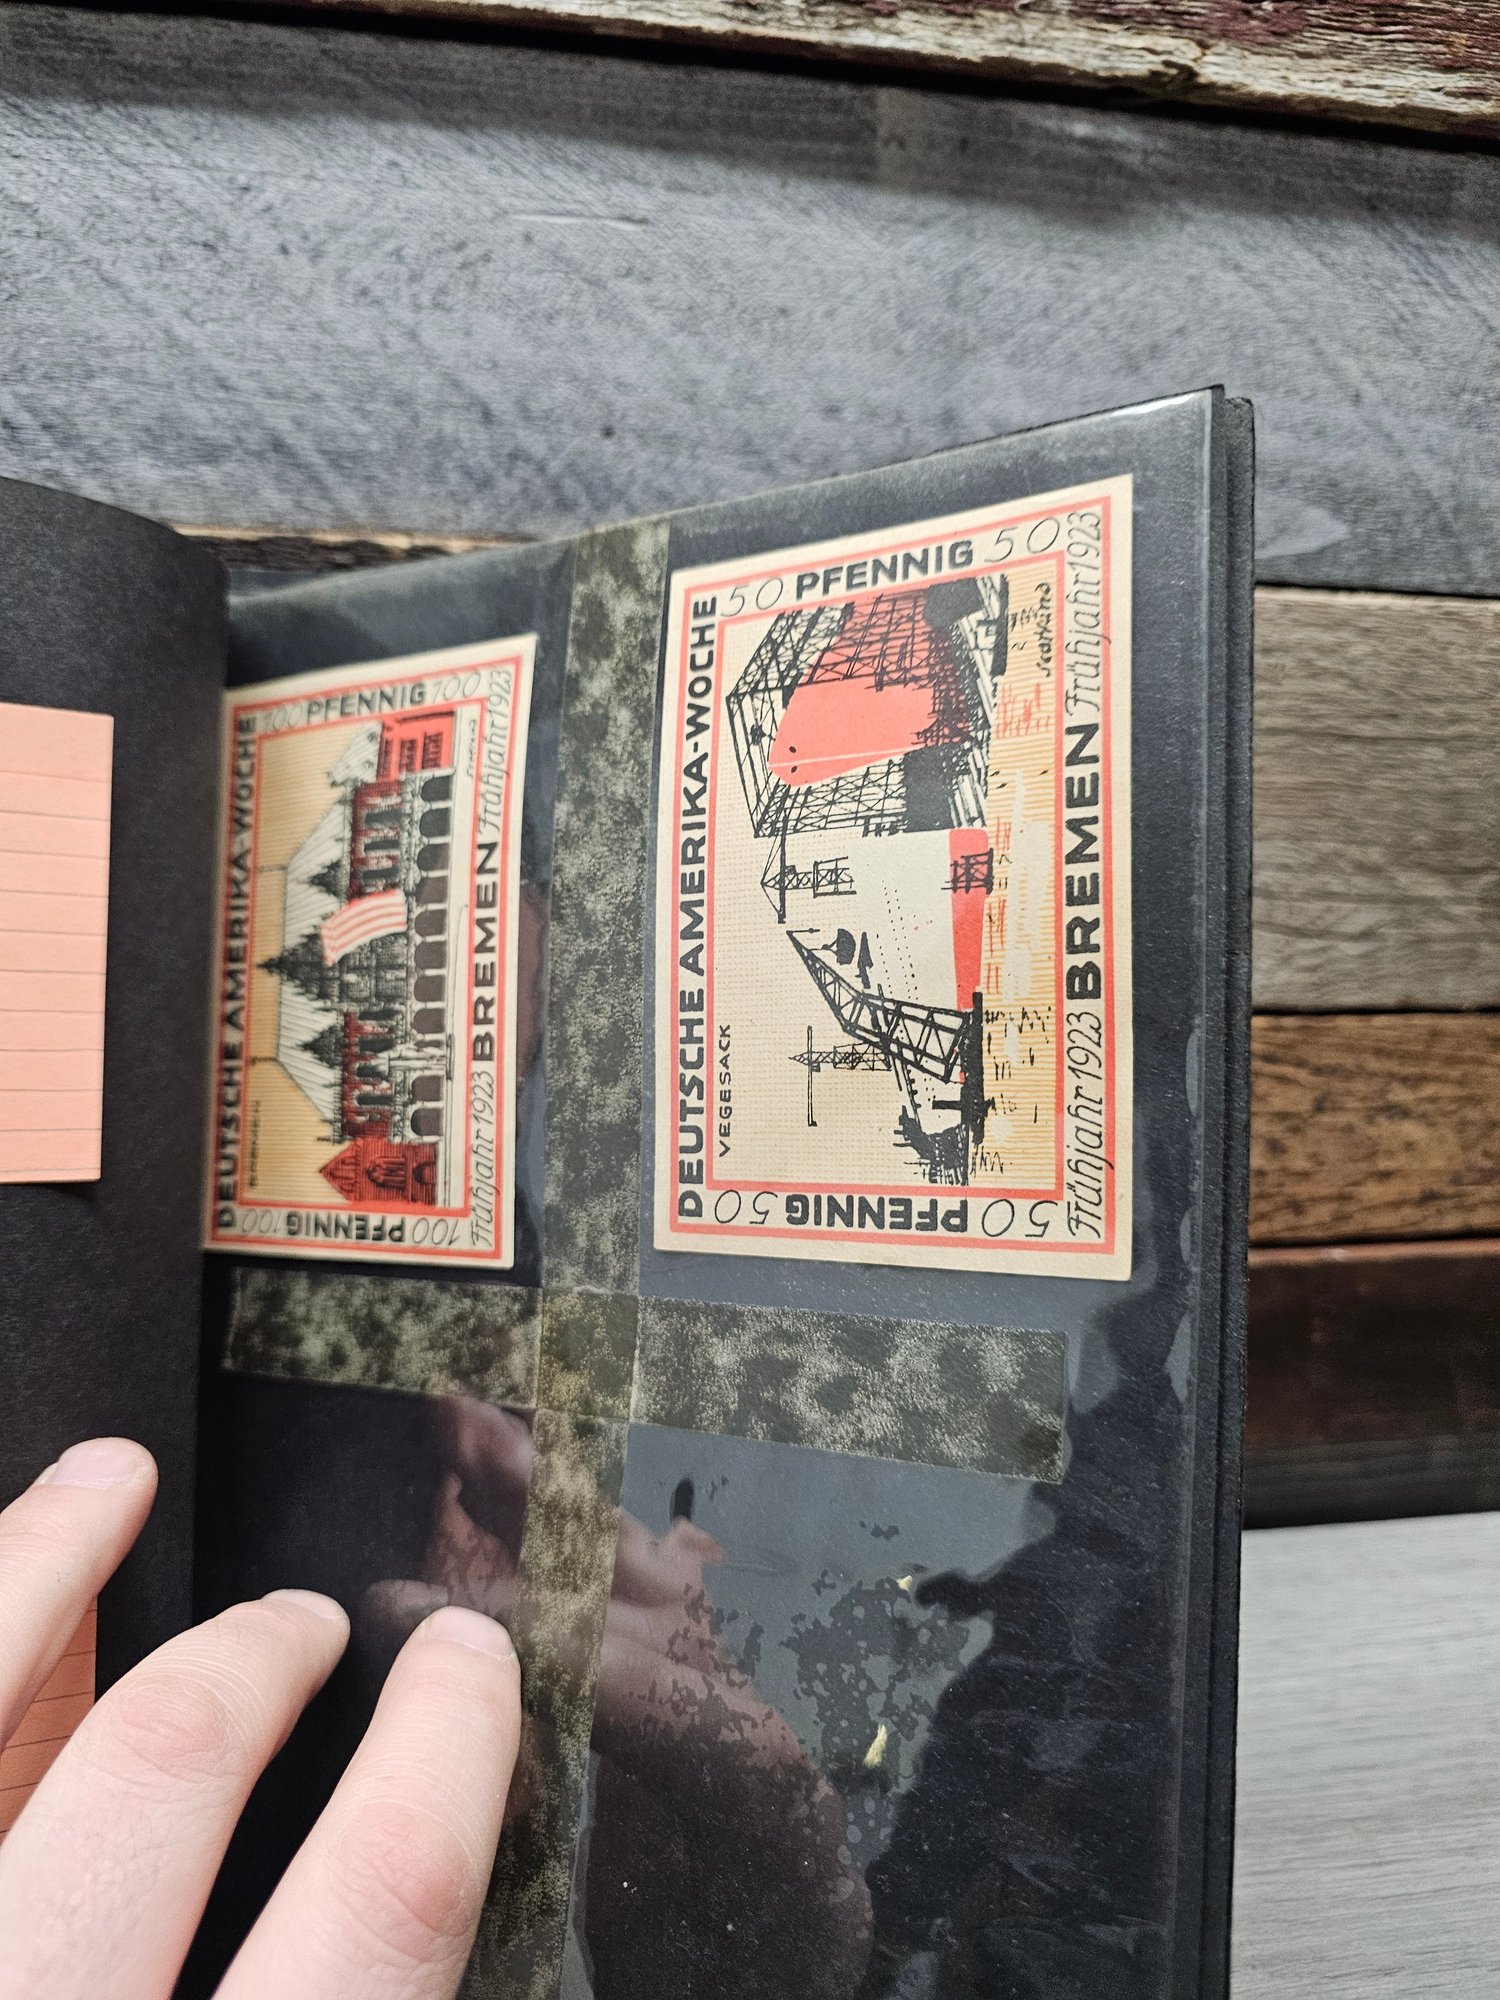 DEUTSCHE AMERIKA-WOCHE
100 PFENNIG 100
BREMEN
100 PFENNIG 100
Frühjahr 1923 BREMEN Frühjahr 1923
DEUTSCHE AMERIKA-WOCHE
50 PFENNIG 50
VEGESACK
50 PFENNIG 50
Frühjahr 1923 BREMEN Frühjahr 1923